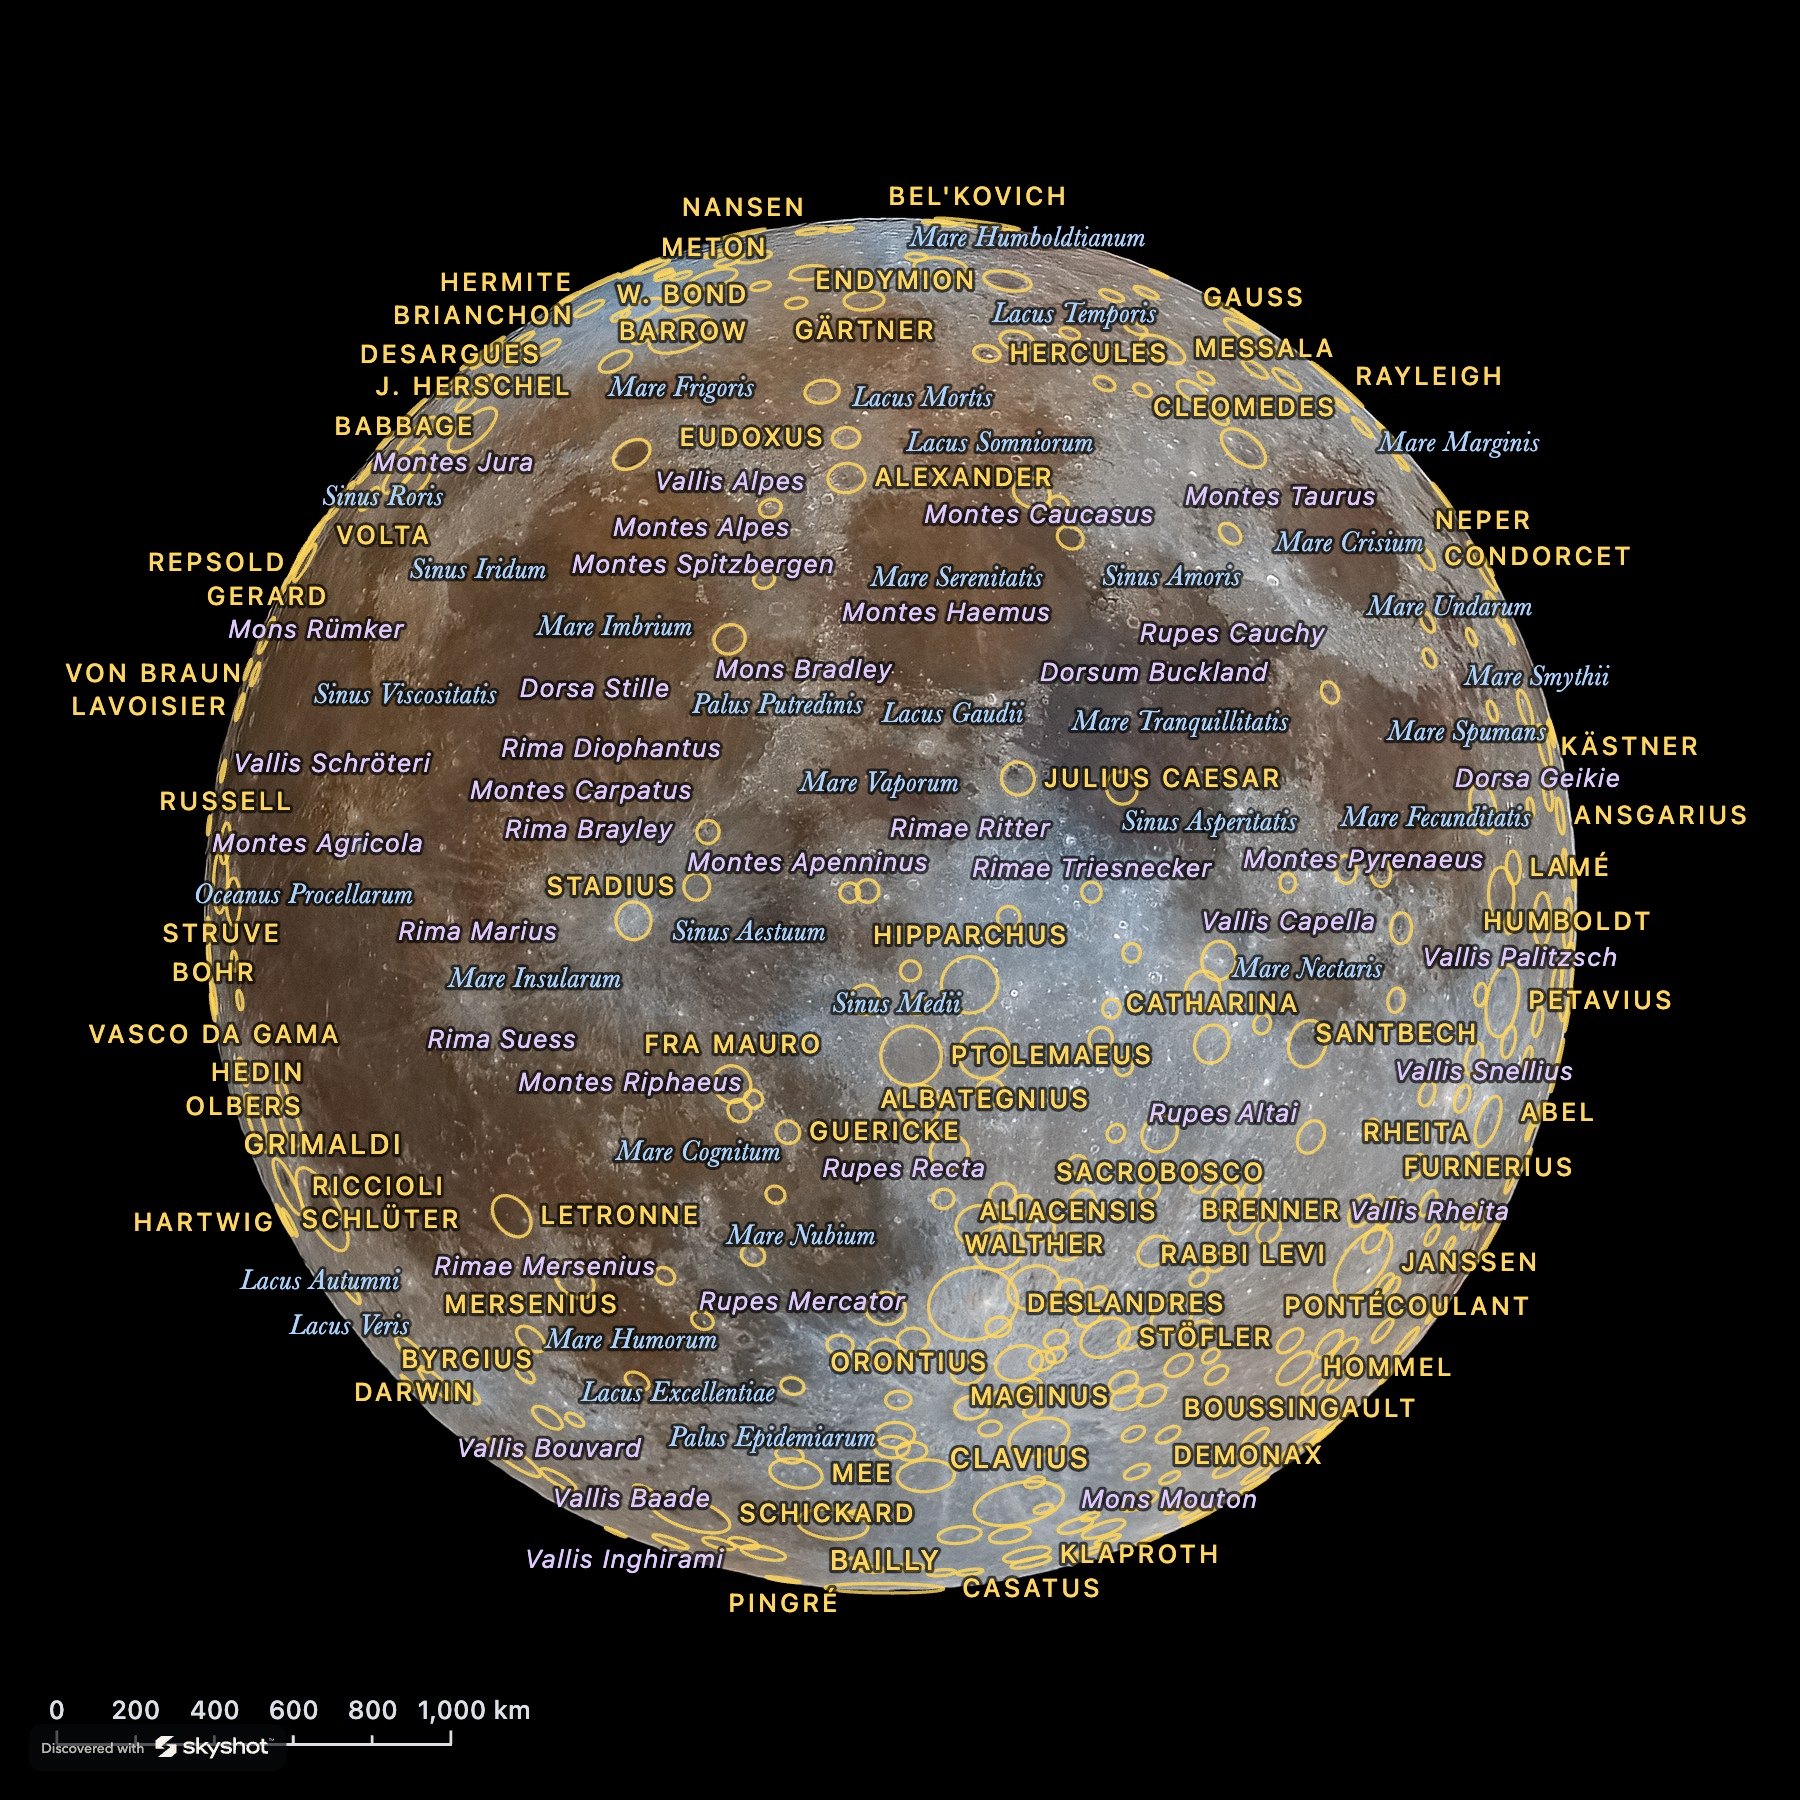 BEL'KOVICH
NANSEN
Mare Humboldtianum
METON
ENDYMION
HERMITE
W. BOND
GAUSS
BRIANCHON
Lacus Temporis
BARROW
GÄRTNER
MESSALA
DESARGUES
HERCULES
RAYLEIGH
J. HERSCHEL
Mare Frigoris
Lacus Mortis
CLEOMEDES
BABBAGE
EUDOXUS
Lacus Somniorum
Mare Marginis
Montes Jura
Vallis Alpes
ALEXANDER
Sinus Roris
Montes Taurus
Montes Caucasus
NEPER
Montes Alpes
VOLTA
Mare Crisium
CONDORCET
REPSOLD
Sinus Iridum
Montes Spitzbergen
Mare Serenitatis
Sinus Amoris
GERARD
Montes Haemus
Mare Undarum
Mons Rümker
Mare Imbrium
Rupes Cauchy
VON BRAUN
Mons Bradley
Dorsum Buckland
Mare Smythii
LAVOISIER
Sinus Viscositatis
Dorsa Stille
Palus Putredinis
Lacus Gaudii
Mare Tranquillitatis
Mare Spumans
KÄSTNER
Rima Diophantus
Vallis Schröteri
Mare Vaporum
JULIUS CAESAR
Dorsa Geikie
Montes Carpatus
RUSSELL
Sinus Asperitatis
Mare Fecunditatis
ANSGARIUS
Rima Brayley
Rimae Ritter
Montes Agricola
Montes Apenninus
Rimae Triesnecker
Montes Pyrenaeus
LAMÉ
Oceanus Procellarum
STADIUS
STRUVE
Rima Marius
Sinus Aestuum
HIPPARCHUS
Vallis Capella
HUMBOLDT
BOHR
Mare Insularum
Mare Nectaris
Vallis Palitzsch
Sinus Medii
CATHARINA
PETAVIUS
VASCO DA GAMA
Rima Suess
FRA MAURO
PTOLEMAEUS
SANTBECH
HEDIN
Montes Riphaeus
Vallis Snellius
OLBERS
ALBATEGNIUS
Rupes Altai
ABEL
GRIMALDI
Mare Cognitum
GUERICKE
RHEITA
Rupes Recta
SACROBOSCO
FURNERIUS
RICCIOLI
HARTWIG
SCHLÜTER
LETRONNE
ALIACENSIS
BRENNER
Vallis Rheita
Mare Nubium
WALTHER
RABBI LEVI
JANSSEN
Lacus Autumni
Rimae Mersenius
MERSENIUS
Rupes Mercator
DESLANDRES
PONTÉCOULANT
Lacus Veris
Mare Humorum
STÖFLER
BYRGIUS
ORONTIUS
HOMMEL
DARWIN
Lacus Excellentiae
MAGINUS
BOUSSINGAULT
Vallis Bouvard
Palus Epidemiarum
CLAVIUS
DEMONAX
MEE
Vallis Baade
SCHICKARD
Mons Mouton
Vallis Inghirami
BAILLY
KLAPROTH
PINGRÉ
CASATUS
0 200 400 600 800 1,000 km
Discovered with skyshot™